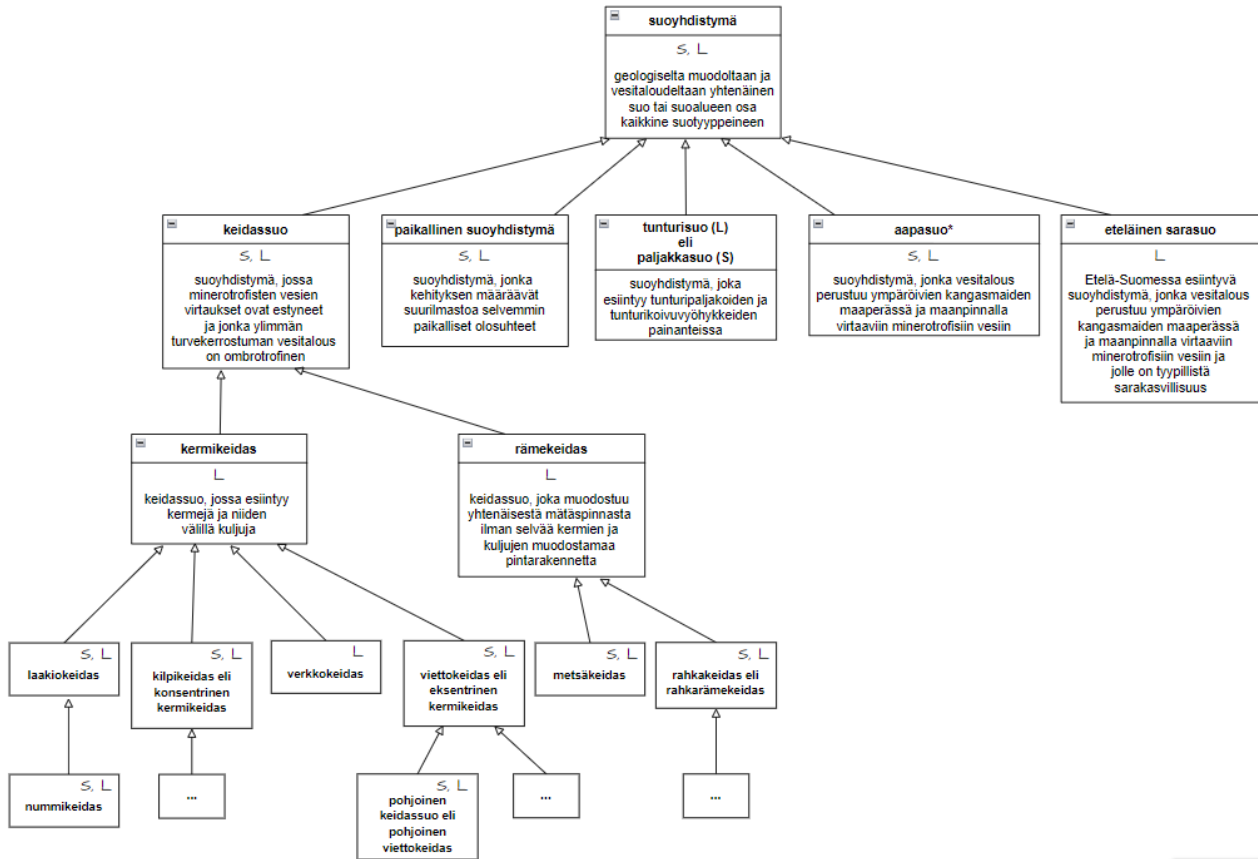 suoyhdistymä
S, L
geologiselta muodoltaan ja
vesitaloudeltaan yhtenäinen
suo tai suoalueen osa
kaikkine suotyyppeineen
keidassuo
S, L
suoyhdistymä, jossa
minerotrofisten vesien
virtaukset ovat estyneet
ja jonka ylimmän
turvekerrostuman vesitalous
on ombrotrofinen
paikallinen suoyhdistymä
S, L
suoyhdistymä, jonka
kehityksen määräävät
suurilmastoa selvemmin
paikalliset olosuhteet
tunturisuo (L)
eli
paljakkasuo (S)
suoyhdistymä, joka
esiintyy tunturipaljakoiden ja
tunturikoivuvyöhykkeiden
painanteissa
aapasuo*
S, L
suoyhdistymä, jonka vesitalous
perustuu ympäröivien kangasmaiden
maaperässä ja maanpinnalla
virtaaviin minerotrofisiin vesiin
eteläinen sarasuo
L
Etelä-Suomessa esiintyvä
suoyhdistymä, jonka vesitalous
perustuu ympäröivien
kangasmaiden maaperässä
ja maanpinnalla virtaaviin
minerotrofisiin vesiin ja
jolle on tyypillistä
sarakasvillisuus
kermikeidas
L
keidassuo, jossa esiintyy
kermejä ja niiden
välillä kuljuja
rämekeidas
L
keidassuo, joka muodostuu
yhtenäisestä mätäspinnasta
ilman selvää kermien ja
kuljujen muodostamaa
pintarakennetta
S, L
laakiokeidas
S, L
kilpikeidas eli
konsentrinen
kermikeidas
L
verkkokeidas
S, L
viettokeidas eli
eksentrinen
kermikeidas
S, L
metsäkeidas
S, L
rahkakeidas eli
rahkarämekeidas
S, L
nummikeidas
...
S, L
pohjoinen
keidassuo eli
pohjoinen
viettokeidas
...
...